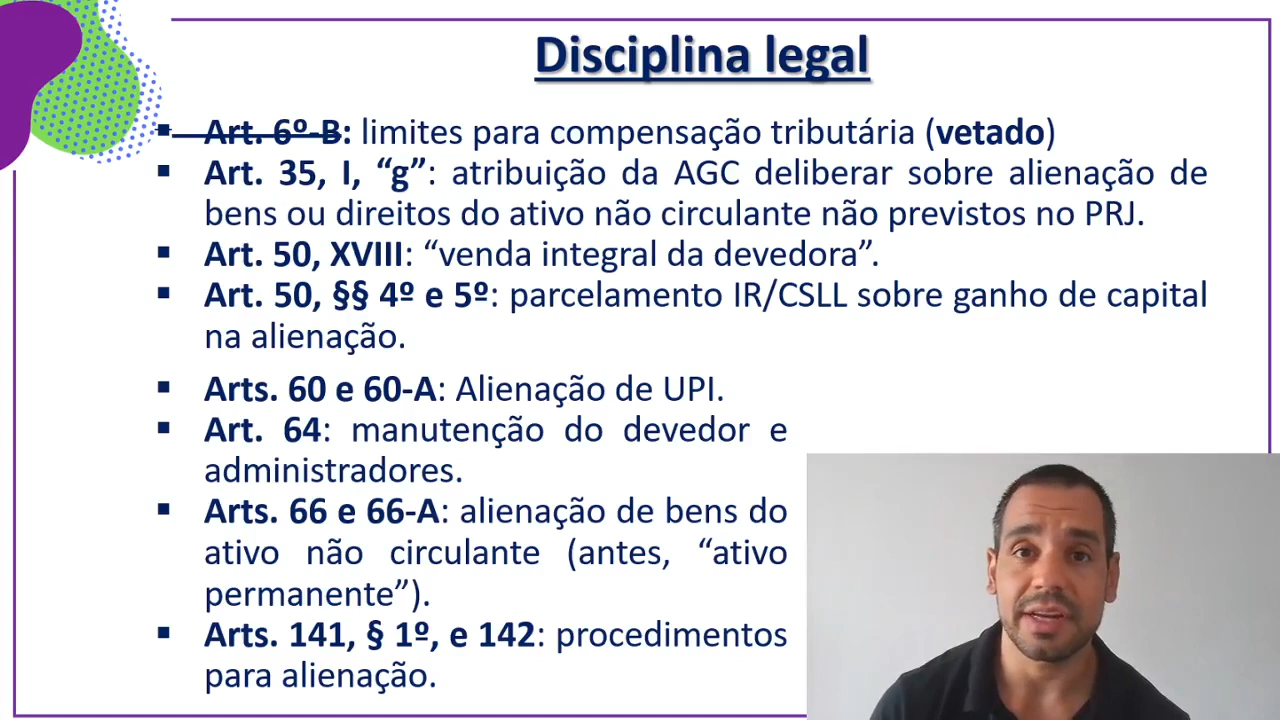 Disciplina legal
▪ Art. 6º-B: limites para compensação tributária (vetado)
▪ Art. 35, I, “g”: atribuição da AGC deliberar sobre alienação de
bens ou direitos do ativo não circulante não previstos no PRJ.
▪ Art. 50, XVIII: “venda integral da devedora”.
▪ Art. 50, §§ 4º e 5º: parcelamento IR/CSLL sobre ganho de capital
na alienação.
▪ Arts. 60 e 60-A: Alienação de UPI.
▪ Art. 64: manutenção do devedor e
administradores.
▪ Arts. 66 e 66-A: alienação de bens do
ativo não circulante (antes, “ativo
permanente”).
▪ Arts. 141, § 1º, e 142: procedimentos
para alienação.